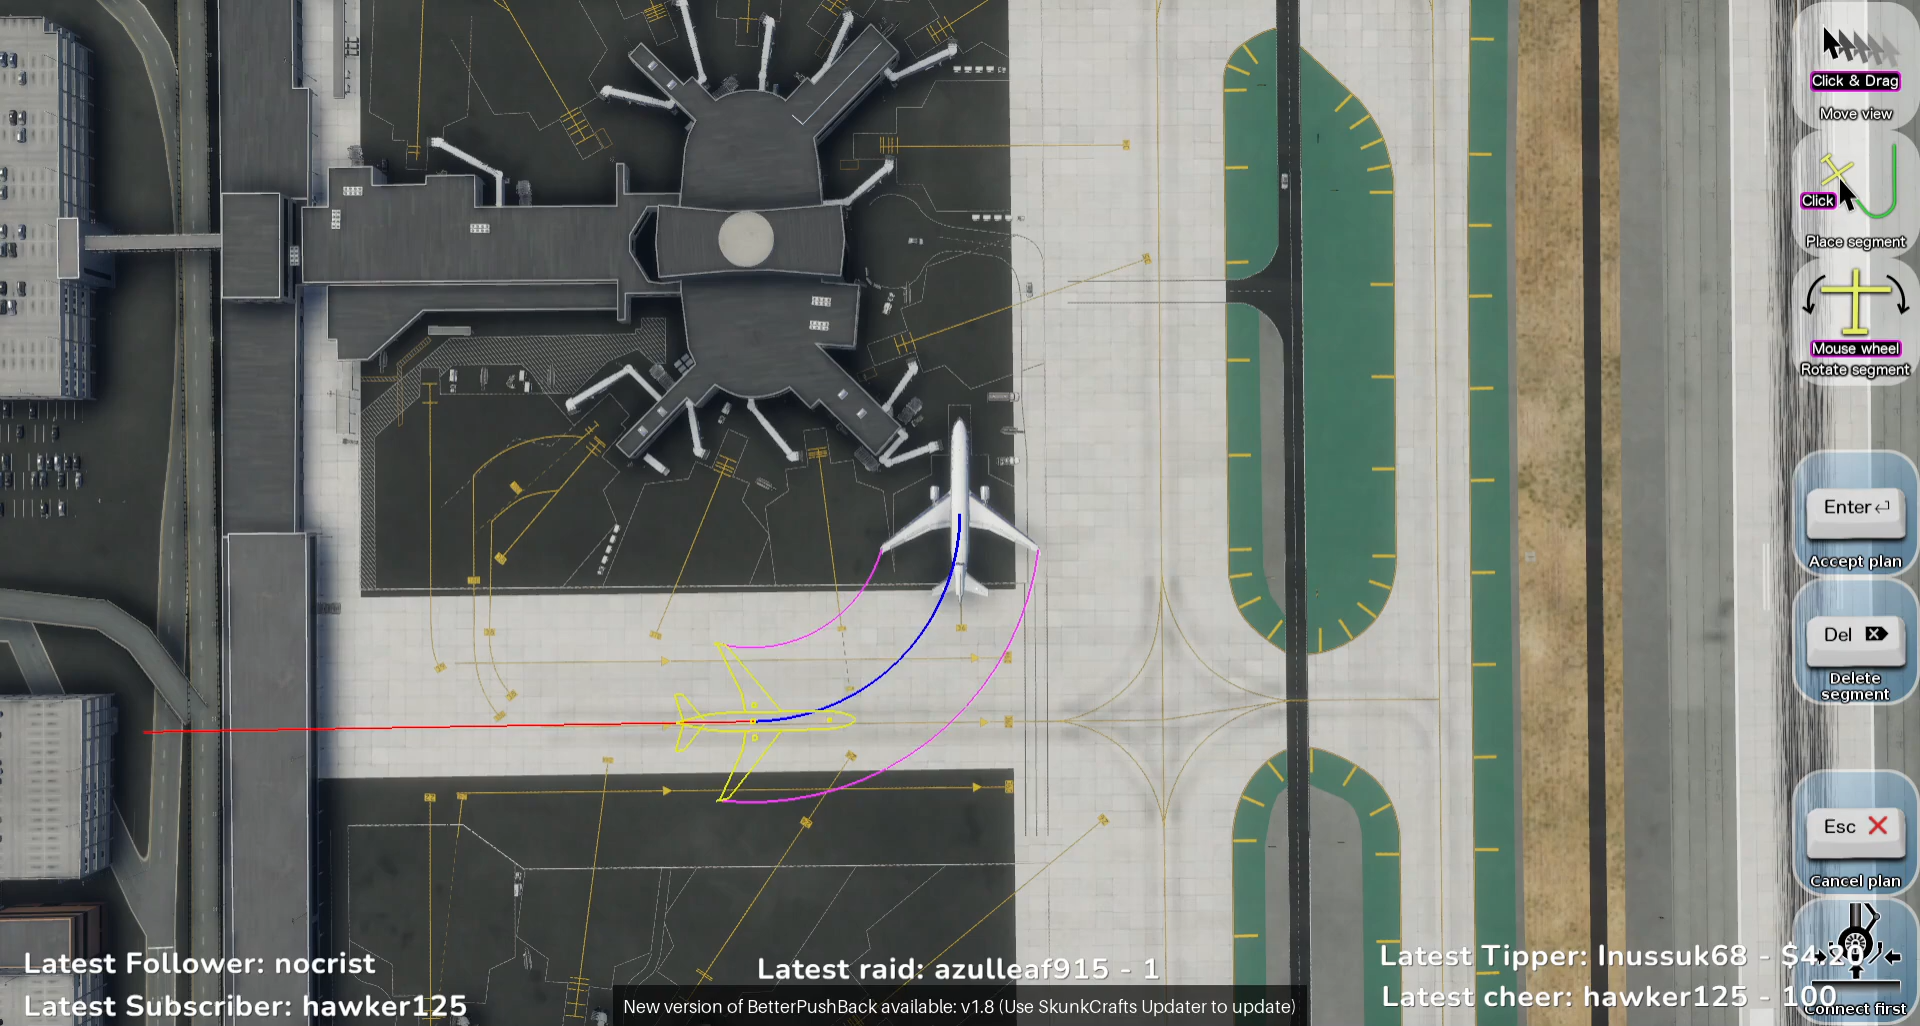 Click & Drag
Move view
Click
Place segment
Mouse wheel
Rotate segment
Enter
Accept plan
Del
Delete
segment
Esc
Cancel plan
Connect first
Latest Follower: nocrist
Latest Subscriber: hawker125
Latest raid: azulleaf915 - 1
Latest Tipper: Inussuk68 - $4.20
Latest cheer: hawker125 - 100
New version of BetterPushBack available: v1.8 (Use SkunkCrafts Updater to update)